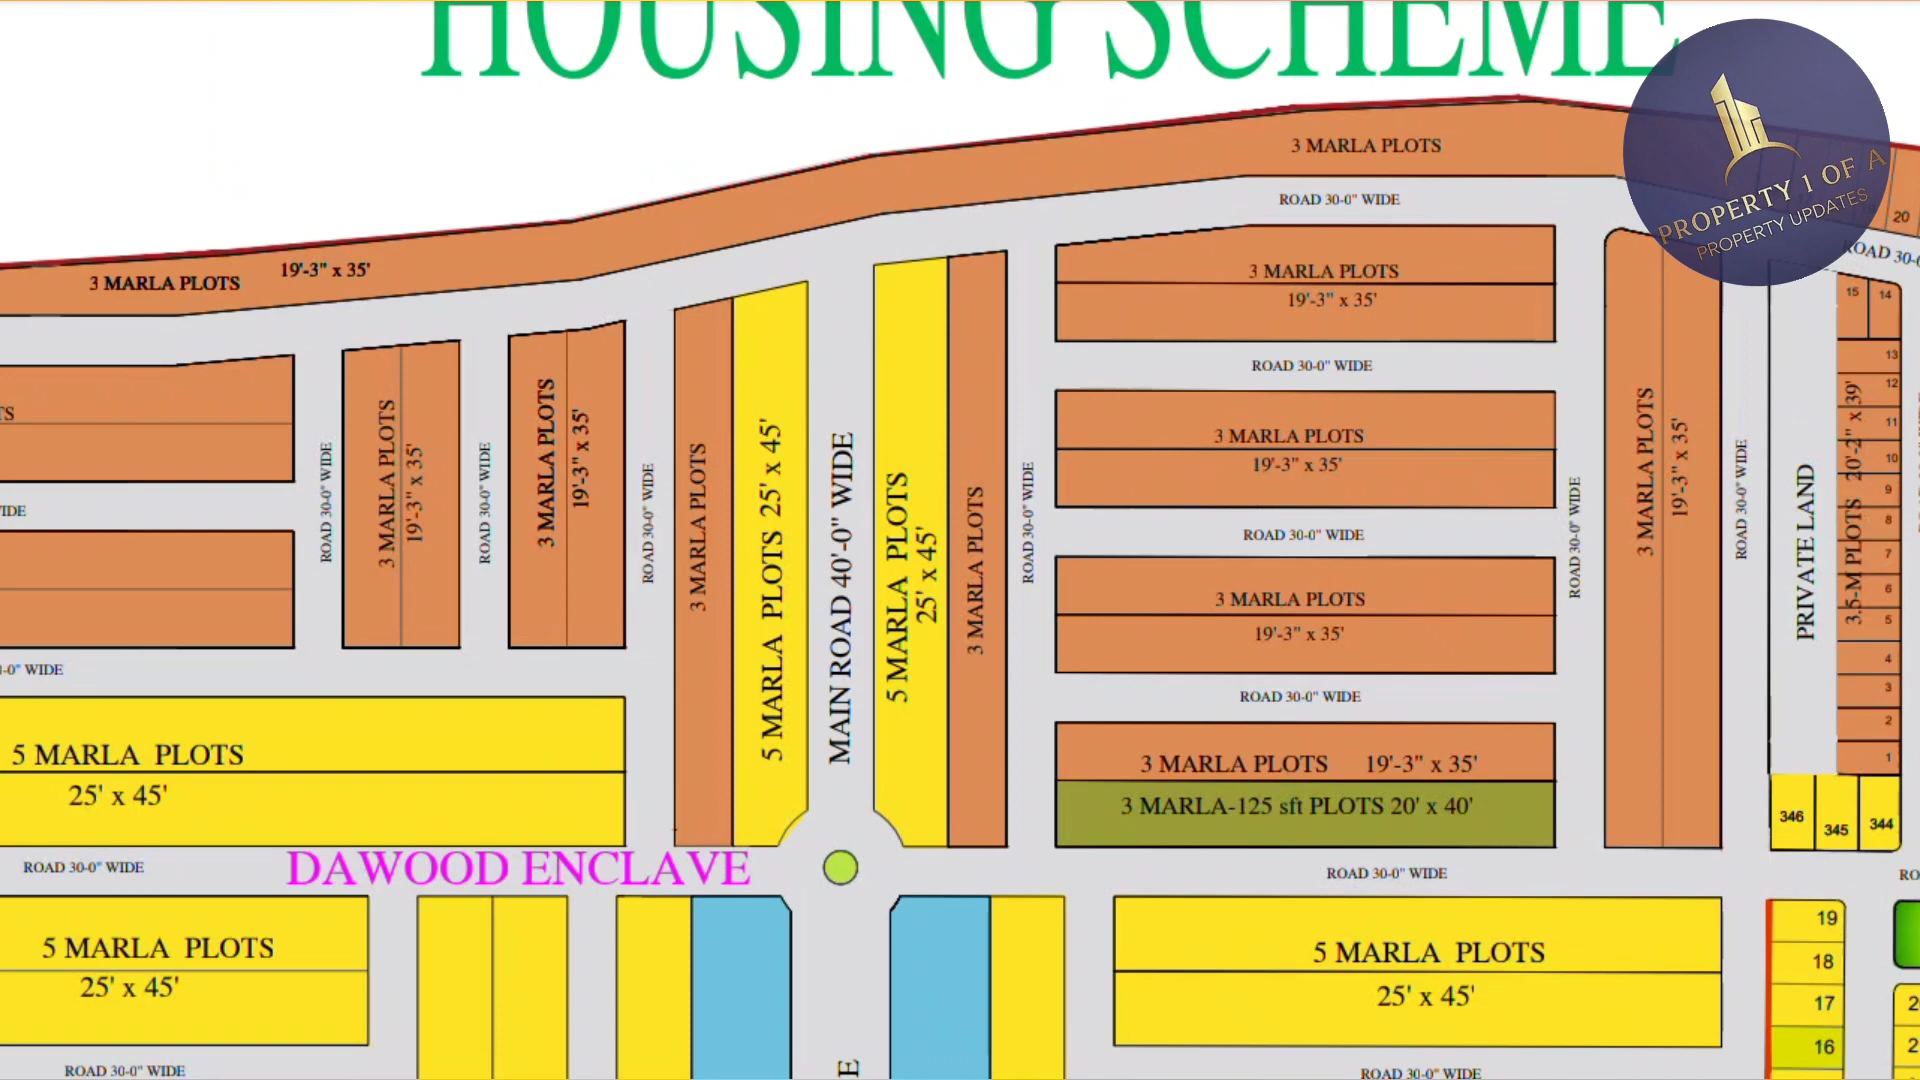 HOUSING SCHEME
PROPERTY 1 OF A
PROPERTY UPDATES
3 MARLA PLOTS
ROAD 30-0" WIDE
20
3 MARLA PLOTS 19'-3" x 35'
3 MARLA PLOTS
19'-3" x 35'
15
14
ROAD 30-0" WIDE
3 MARLA PLOTS
19'-3" x 35'
ROAD 30-0" WIDE
3 MARLA PLOTS
19'-3" x 35'
ROAD 30-0" WIDE
3 MARLA PLOTS
19'-3" x 35'
ROAD 30-0" WIDE
3 MARLA PLOTS
5 MARLA PLOTS 25' x 45'
MAIN ROAD 40'-0" WIDE
5 MARLA PLOTS
25' x 45'
3 MARLA PLOTS
ROAD 30-0" WIDE
3 MARLA PLOTS
19'-3" x 35'
ROAD 30-0" WIDE
ROAD 30-0" WIDE
3 MARLA PLOTS
19'-3" x 35'
ROAD 30-0" WIDE
PRIVATE LAND
3.5-M PLOTS 20'-2" x 39'
13
12
11
10
9
8
7
6
5
4
3
2
1
3 MARLA PLOTS
19'-3" x 35'
ROAD 30-0" WIDE
5 MARLA PLOTS
25' x 45'
3 MARLA PLOTS 19'-3" x 35'
3 MARLA-125 sft PLOTS 20' x 40'
346
345
344
ROAD 30-0" WIDE
DAWOOD ENCLAVE
ROAD 30-0" WIDE
5 MARLA PLOTS
25' x 45'
5 MARLA PLOTS
25' x 45'
19
18
17
16
ROAD 30-0" WIDE
ROAD 30-0" WIDE